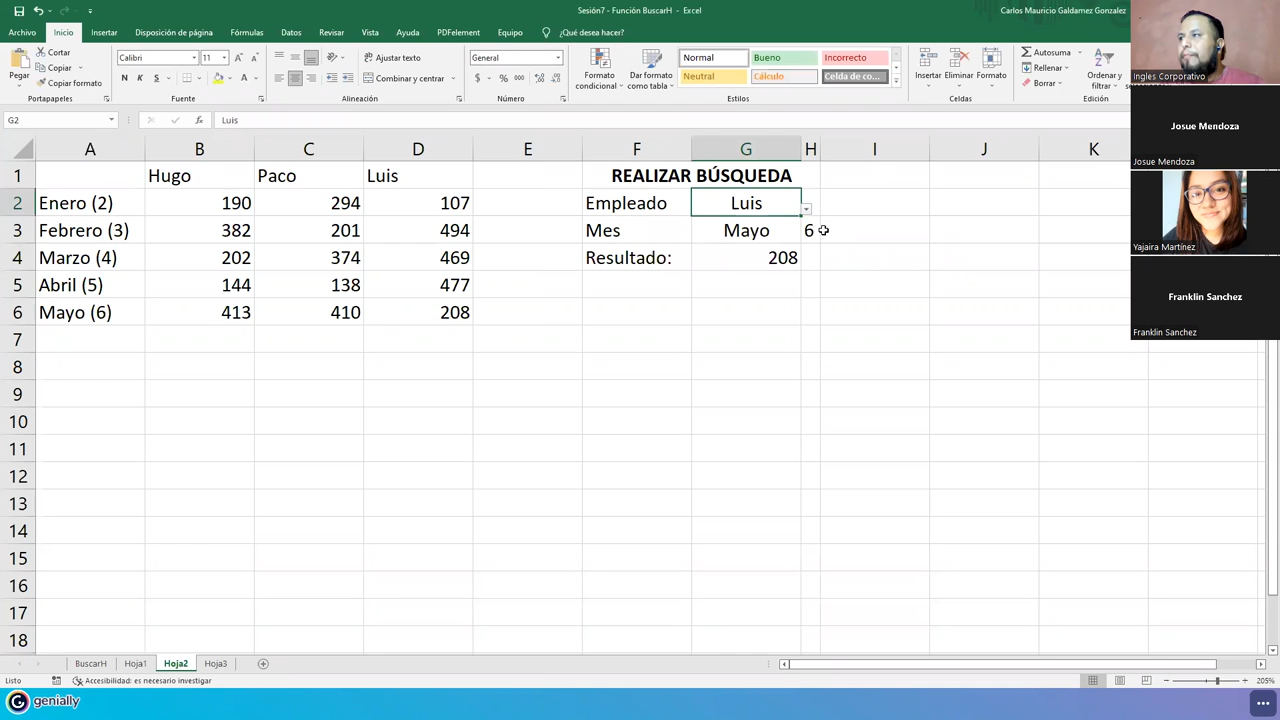 Sesión7 - Función BuscarH - Excel
Carlos Mauricio Galdamez Gonzalez
Archivo Inicio Insertar Disposición de página Fórmulas Datos Revisar Vista Ayuda PDFelement Equipo ¿Qué desea hacer?
Pegar
Cortar
Copiar
Copiar formato
Portapapeles
Calibri 11
N K S
Fuente
Ajustar texto
Combinar y centrar
Alineación
General
$ % 000
Número
Formato condicional
Dar formato como tabla
Normal Bueno Incorrecto
Neutral Cálculo Celda de co...
Estilos
Insertar Eliminar Formato
Celdas
Autosuma
Rellenar
Borrar
Ordenar y
Edición
G2 fx Luis
A B C D E F G H I J K
1 Hugo Paco Luis REALIZAR BÚSQUEDA
2 Enero (2) 190 294 107 Empleado Luis
3 Febrero (3) 382 201 494 Mes Mayo 6
4 Marzo (4) 202 374 469 Resultado: 208
5 Abril (5) 144 138 477
6 Mayo (6) 413 410 208
7
8
9
10
11
12
13
14
15
16
17
18
BuscarH Hoja1 Hoja2 Hoja3
Listo Accesibilidad: es necesario investigar 205%
genially
Ingles Corporativo
Josue Mendoza
Josue Mendoza
Yajaira Martínez
Franklin Sanchez
Franklin Sanchez